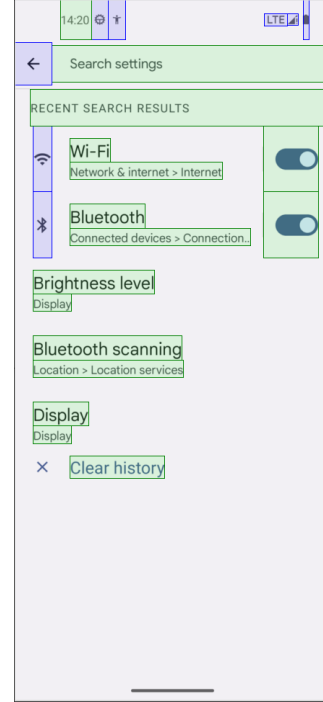 14:20
LTE
Search settings
RECENT SEARCH RESULTS
Wi-Fi
Network & internet > Internet
Bluetooth
Connected devices > Connection..
Brightness level
Display
Bluetooth scanning
Location > Location services
Display
Display
Clear history